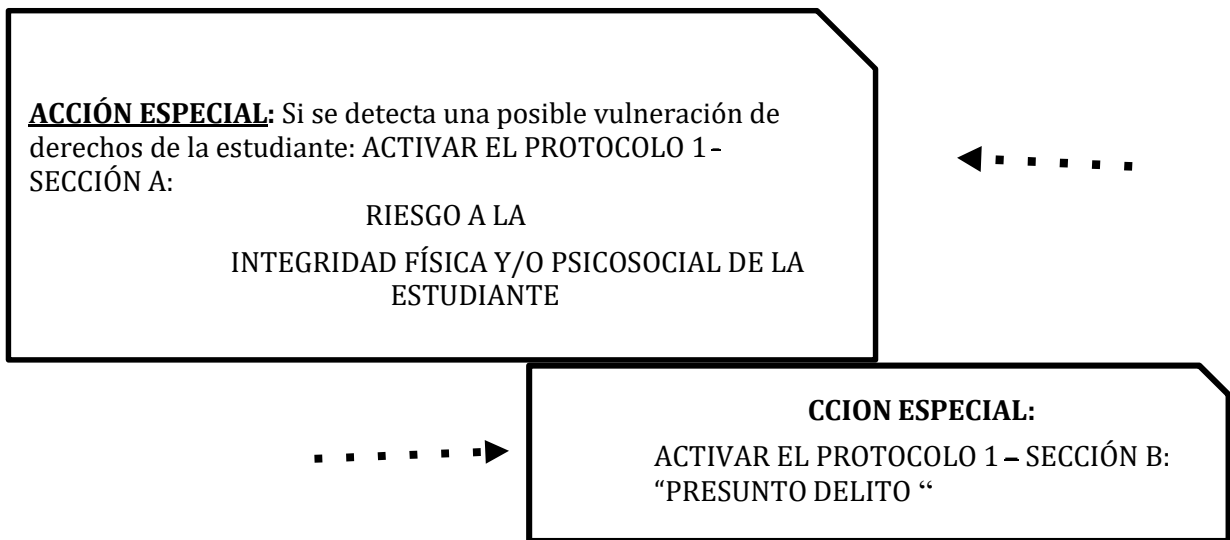 ACCIÓN ESPECIAL: Si se detecta una posible vulneración de
derechos de la estudiante: ACTIVAR EL PROTOCOLO 1–
SECCIÓN A:
RIESGO A LA
INTEGRIDAD FÍSICA Y/O PSICOSOCIAL DE LA
ESTUDIANTE
CCION ESPECIAL:
ACTIVAR EL PROTOCOLO 1 – SECCIÓN B:
“PRESUNTO DELITO “